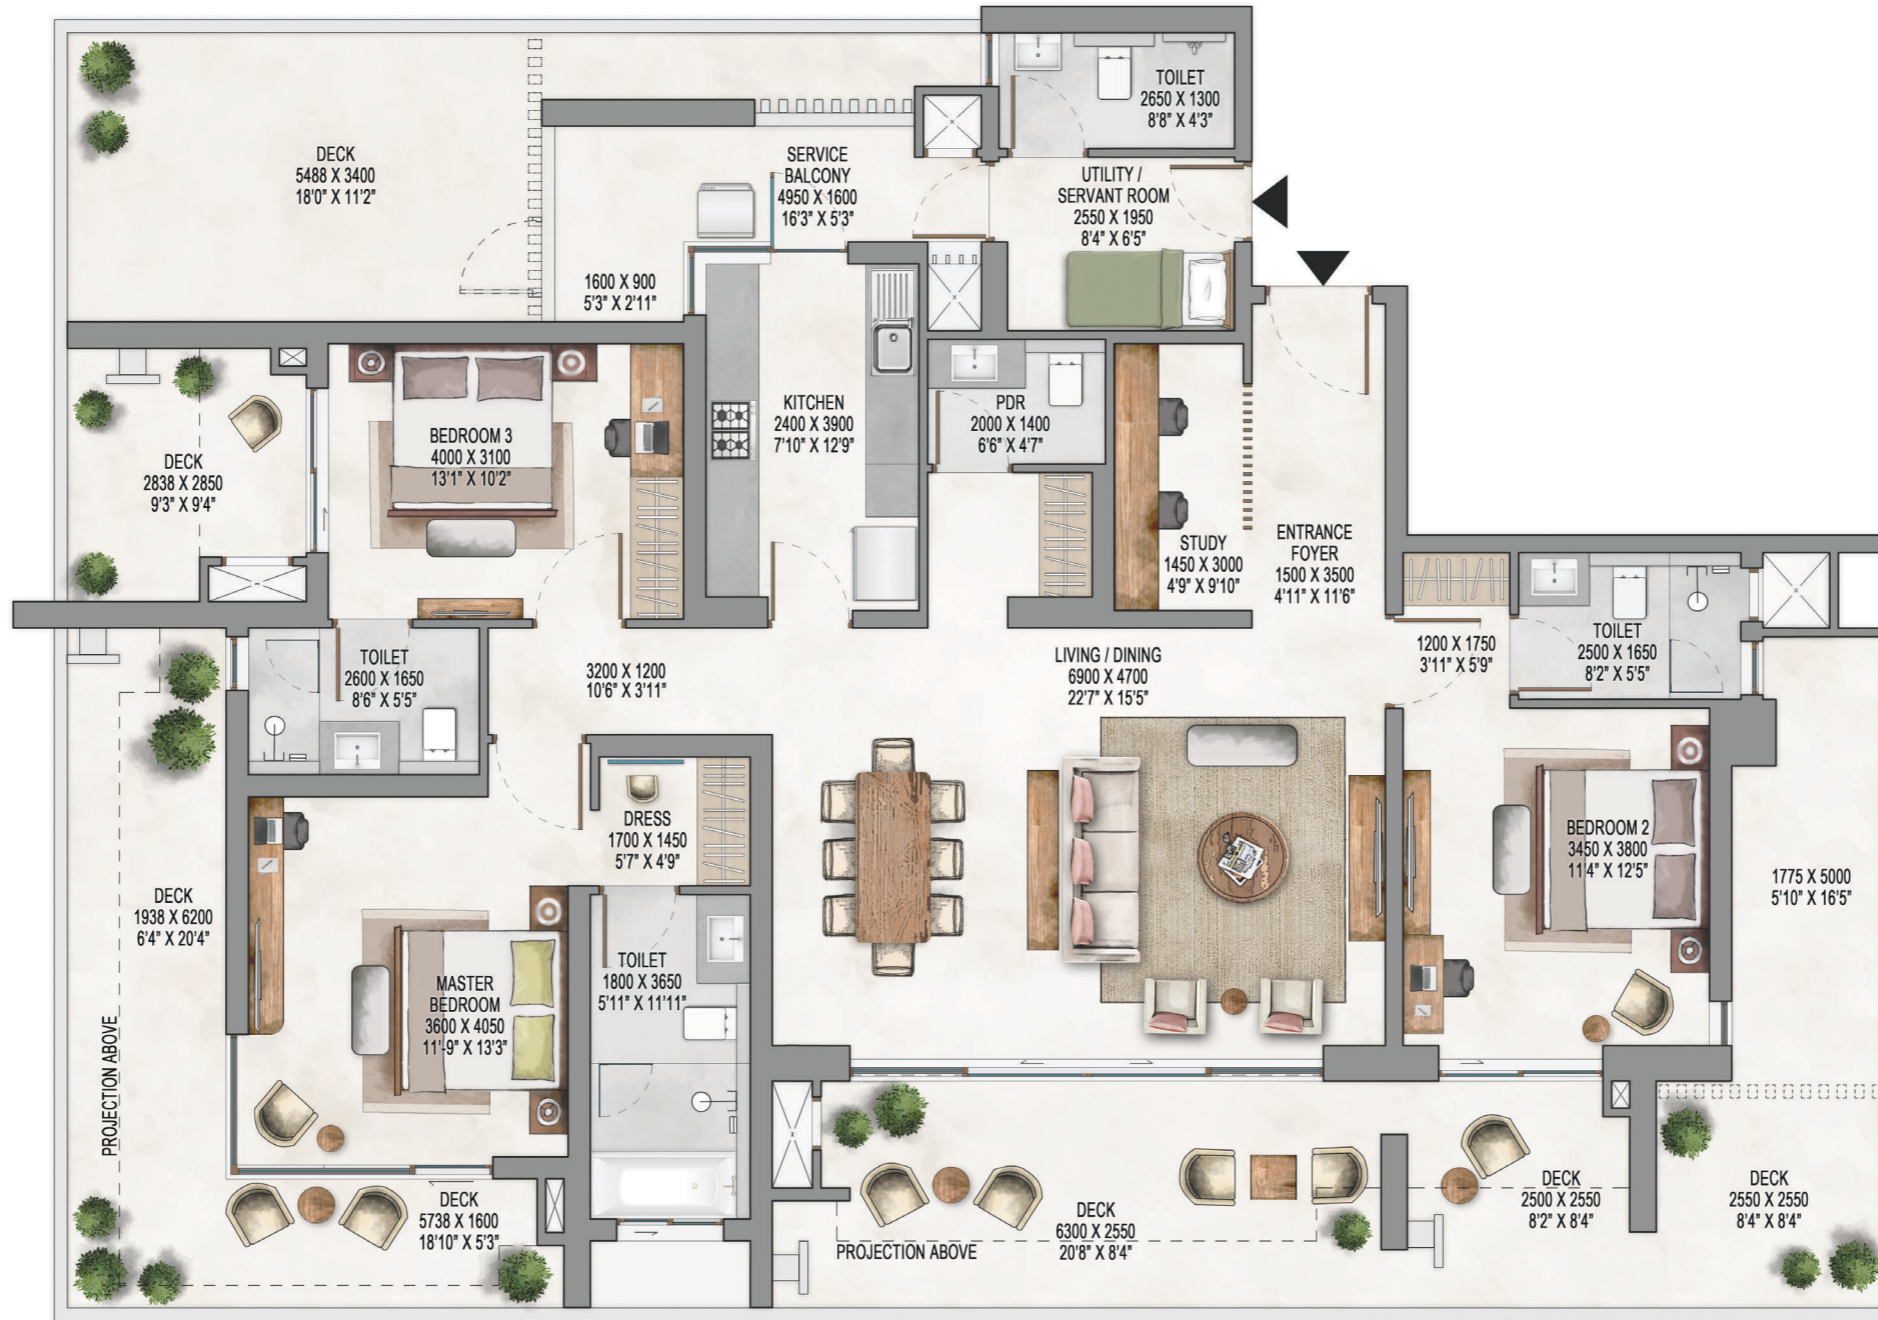 TOILET
2650 X 1300
8'8" X 4'3"
DECK
5488 X 3400
18'0" X 11'2"
SERVICE
BALCONY
4950 X 1600
16'3" X 5'3"
UTILITY /
SERVANT ROOM
2550 X 1950
8'4" X 6'5"
1600 X 900
5'3" X 2'11"
DECK
2838 X 2850
9'3" X 9'4"
BEDROOM 3
4000 X 3100
13'1" X 10'2"
KITCHEN
2400 X 3900
7'10" X 12'9"
PDR
2000 X 1400
6'6" X 4'7"
STUDY
1450 X 3000
4'9" X 9'10"
ENTRANCE
FOYER
1500 X 3500
4'11" X 11'6"
TOILET
2600 X 1650
8'6" X 5'5"
3200 X 1200
10'6" X 3'11"
LIVING / DINING
6900 X 4700
22'7" X 15'5"
1200 X 1750
3'11" X 5'9"
TOILET
2500 X 1650
8'2" X 5'5"
DRESS
1700 X 1450
5'7" X 4'9"
BEDROOM 2
3450 X 3800
11'4" X 12'5"
1775 X 5000
5'10" X 16'5"
DECK
1938 X 6200
6'4" X 20'4"
MASTER
BEDROOM
3600 X 4050
11'-9" X 13'3"
TOILET
1800 X 3650
5'11" X 11'11"
PROJECTION ABOVE
DECK
5738 X 1600
18'10" X 5'3"
PROJECTION ABOVE
DECK
6300 X 2550
20'8" X 8'4"
DECK
2500 X 2550
8'2" X 8'4"
DECK
2550 X 2550
8'4" X 8'4"